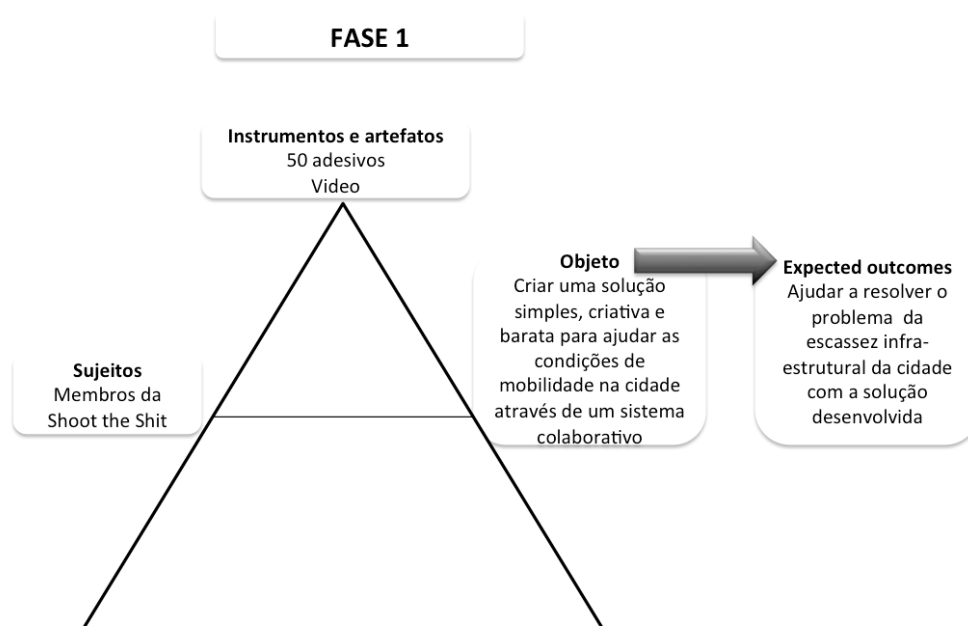 FASE 1
Instrumentos e artefatos
50 adesivos
Video
Objeto
Criar uma solução
simples, criativa e
barata para ajudar as
condições de
mobilidade na cidade
através de um sistema
colaborativo
Expected outcomes
Ajudar a resolver o
problema da
escassez infra-
estrutural da cidade
com a solução
desenvolvida
Sujeitos
Membros da
Shoot the Shit